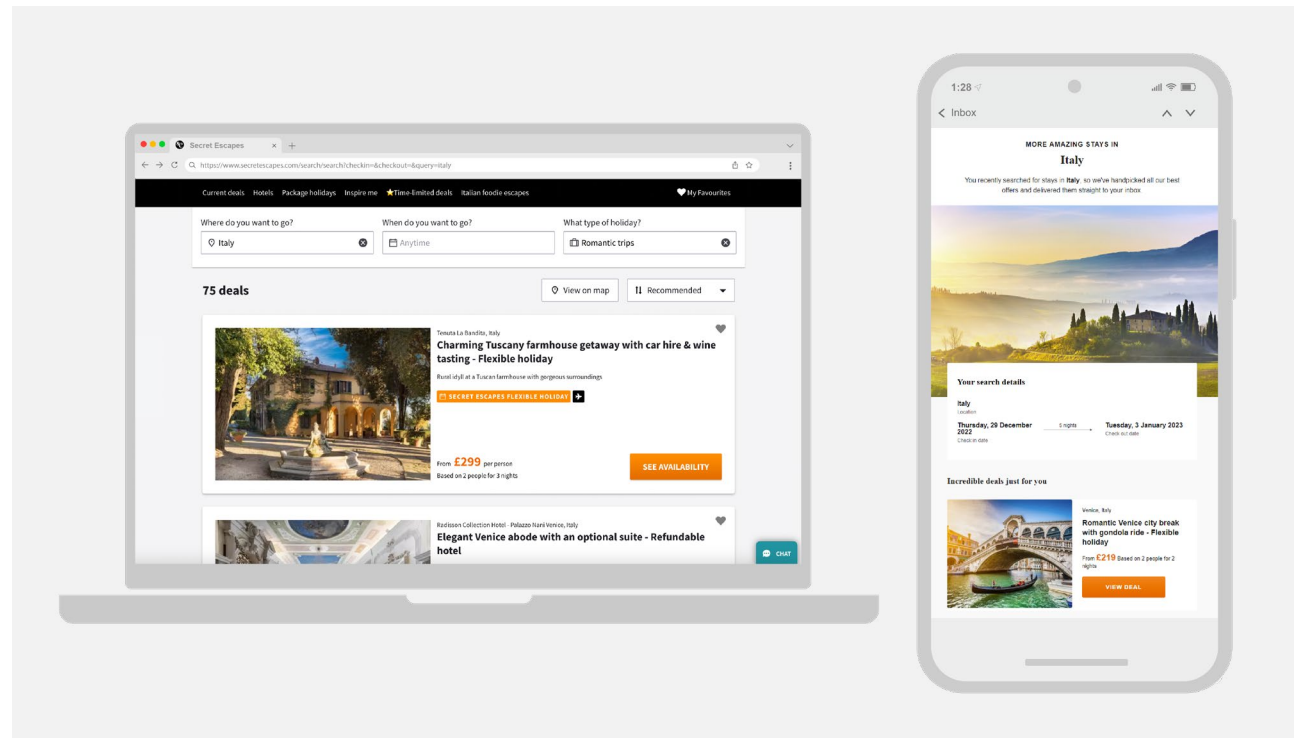 Secret Escapes
https://www.secretescapes.com/search/search?checkin=&checkout=&query=italy
Current deals Hotels Package holidays Inspire me Time-limited deals Italian foodie escapes My Favourites
Where do you want to go? When do you want to go? What type of holiday?
Italy Anytime Romantic trips
75 deals View on map Recommended
Tenuta La Bandita, Italy
Charming Tuscany farmhouse getaway with car hire & wine
tasting - Flexible holiday
Rural idyll at a Tuscan farmhouse with gorgeous surroundings
SECRET ESCAPES FLEXIBLE HOLIDAY
From £299 per person
Based on 2 people for 3 nights
SEE AVAILABILITY
Radisson Collection Hotel - Palazzo Nani Venice, Italy
Elegant Venice abode with an optional suite - Refundable
hotel
CHAT
1:28
Inbox
MORE AMAZING STAYS IN
Italy
You recently searched for stays in Italy, so we've handpicked all our best
offers and delivered them straight to your inbox
Your search details
Italy
Location
Thursday, 29 December
2022
Check in date
5 nights
Tuesday, 3 January 2023
Check out date
Incredible deals just for you
Venice, Italy
Romantic Venice city break
with gondola ride - Flexible
holiday
From £219 Based on 2 people for 2
nights
VIEW DEAL